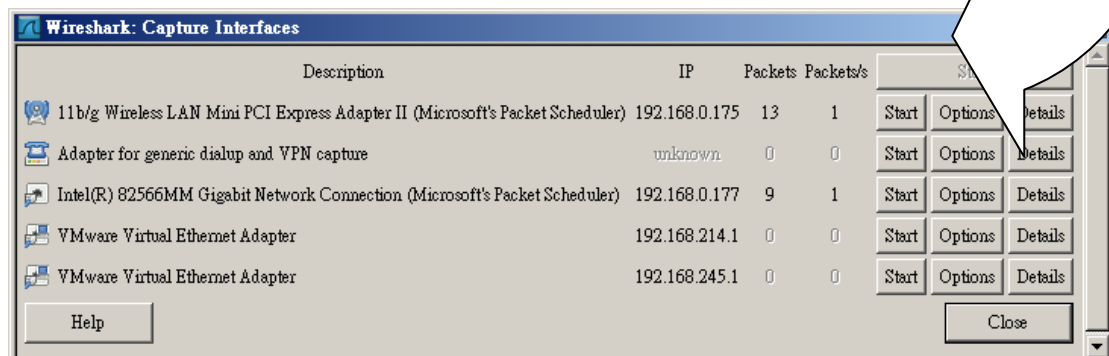 Wireshark: Capture Interfaces
Description IP Packets Packets/s
11b/g Wireless LAN Mini PCI Express Adapter II (Microsoft's Packet Scheduler) 192.168.0.175 13 1 Start Options Details
Adapter for generic dialup and VPN capture unknown 0 0 Start Options Details
Intel(R) 82566MM Gigabit Network Connection (Microsoft's Packet Scheduler) 192.168.0.177 9 1 Start Options Details
VMware Virtual Ethernet Adapter 192.168.214.1 0 0 Start Options Details
VMware Virtual Ethernet Adapter 192.168.245.1 0 0 Start Options Details
Help Close